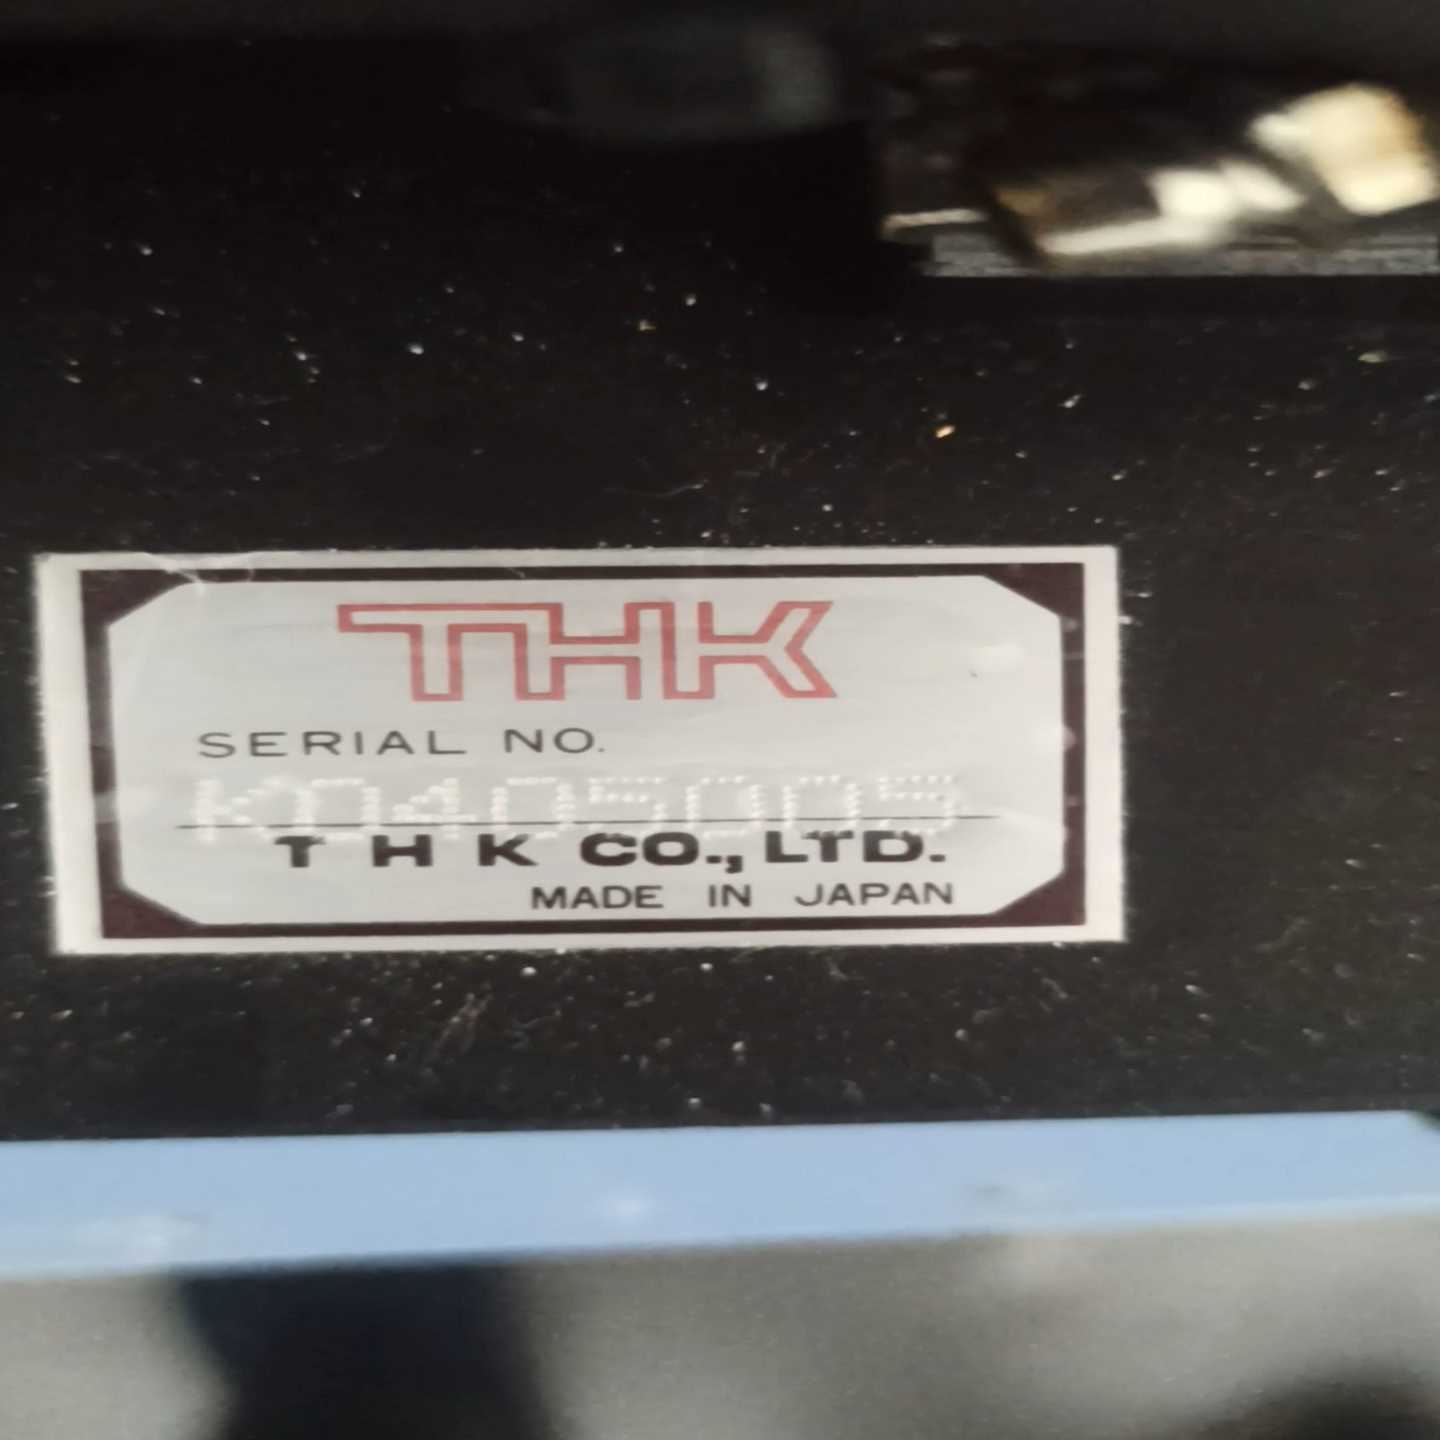 THK
SERIAL NO.
K0405005
T H K CO., LTD.
MADE IN JAPAN